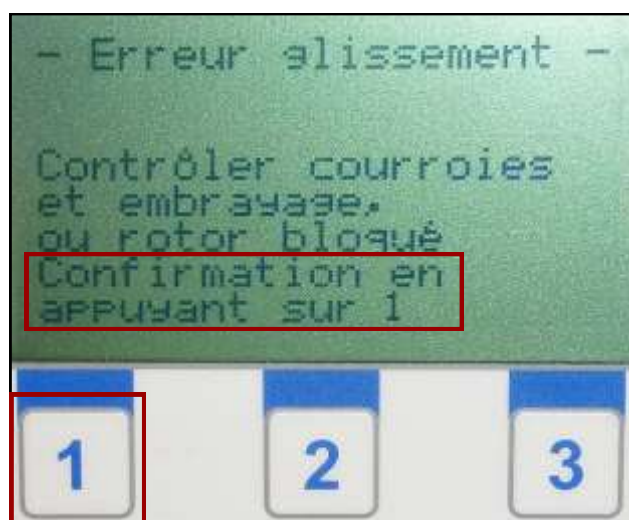 - Erreur glissement -
Contrôler courroies
et embrayage.
ou rotor bloqué
Confirmation en
appuyant sur 1
1 2 3